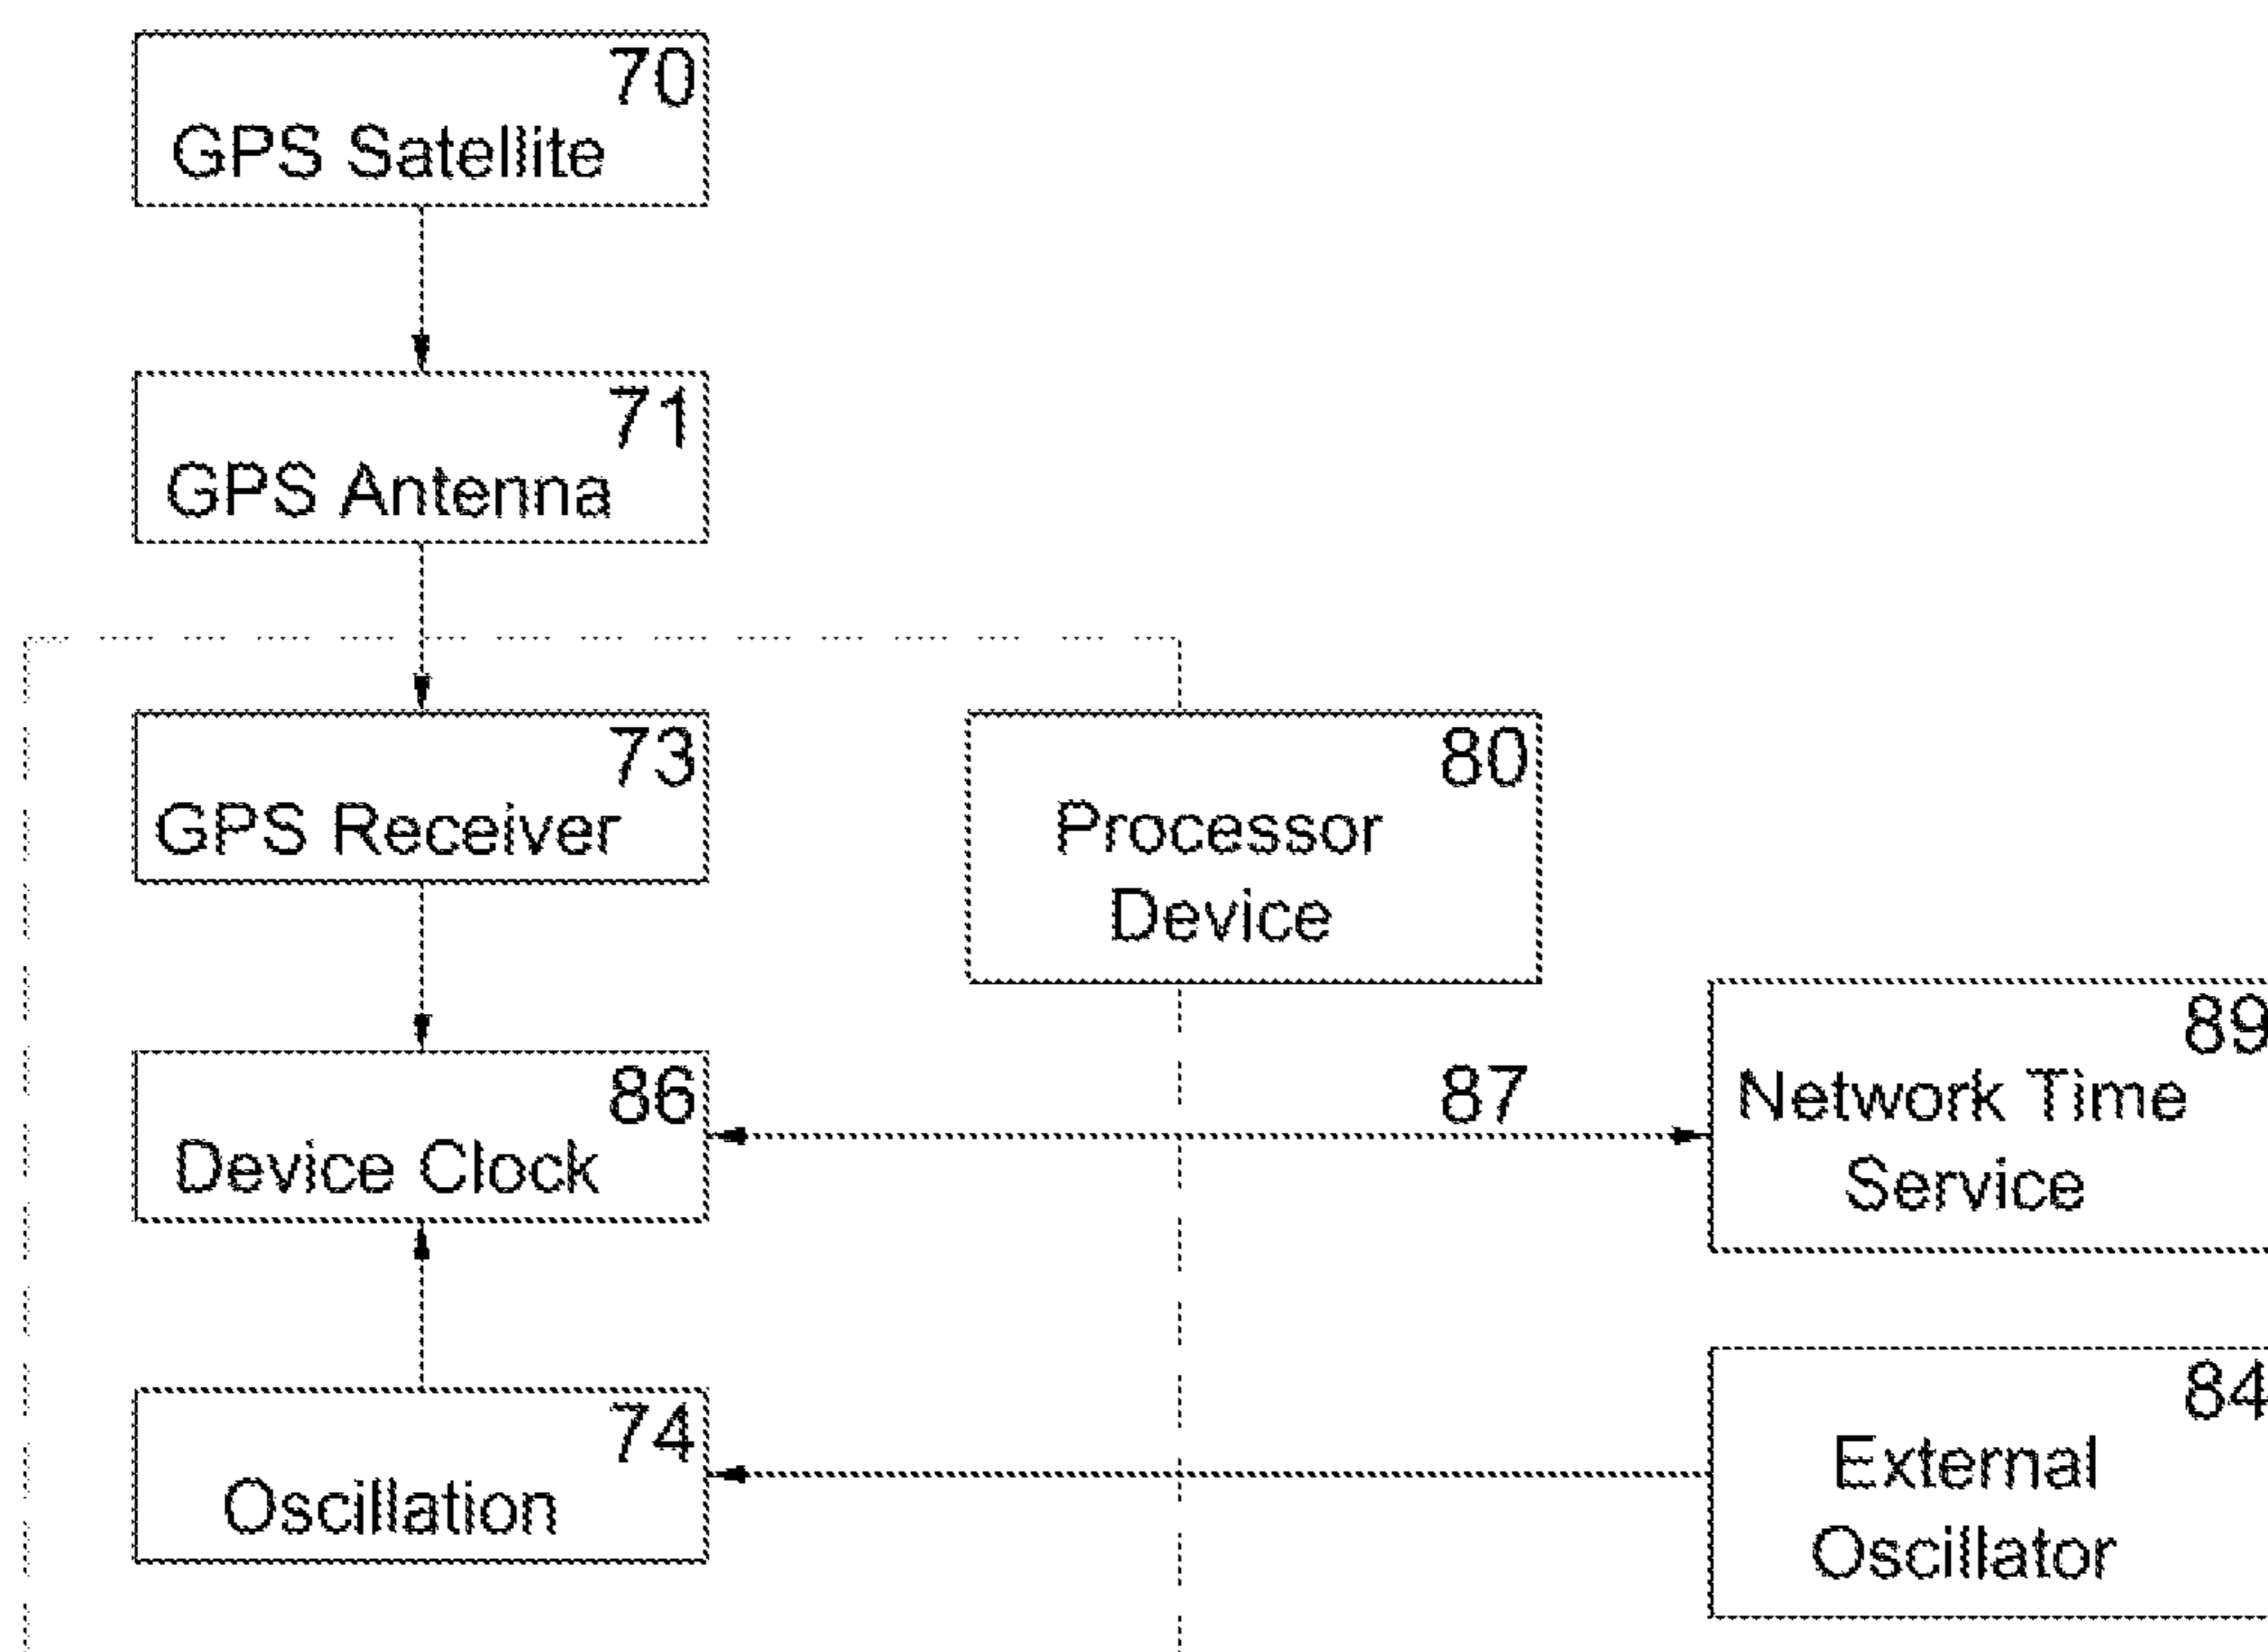 70
GPS Satellite
71
GPS Antenna
73
GPS Receiver
80
Processor
Device
86
Device Clock
87
89
Network Time
Service
74
Oscillation
84
External
Oscillator